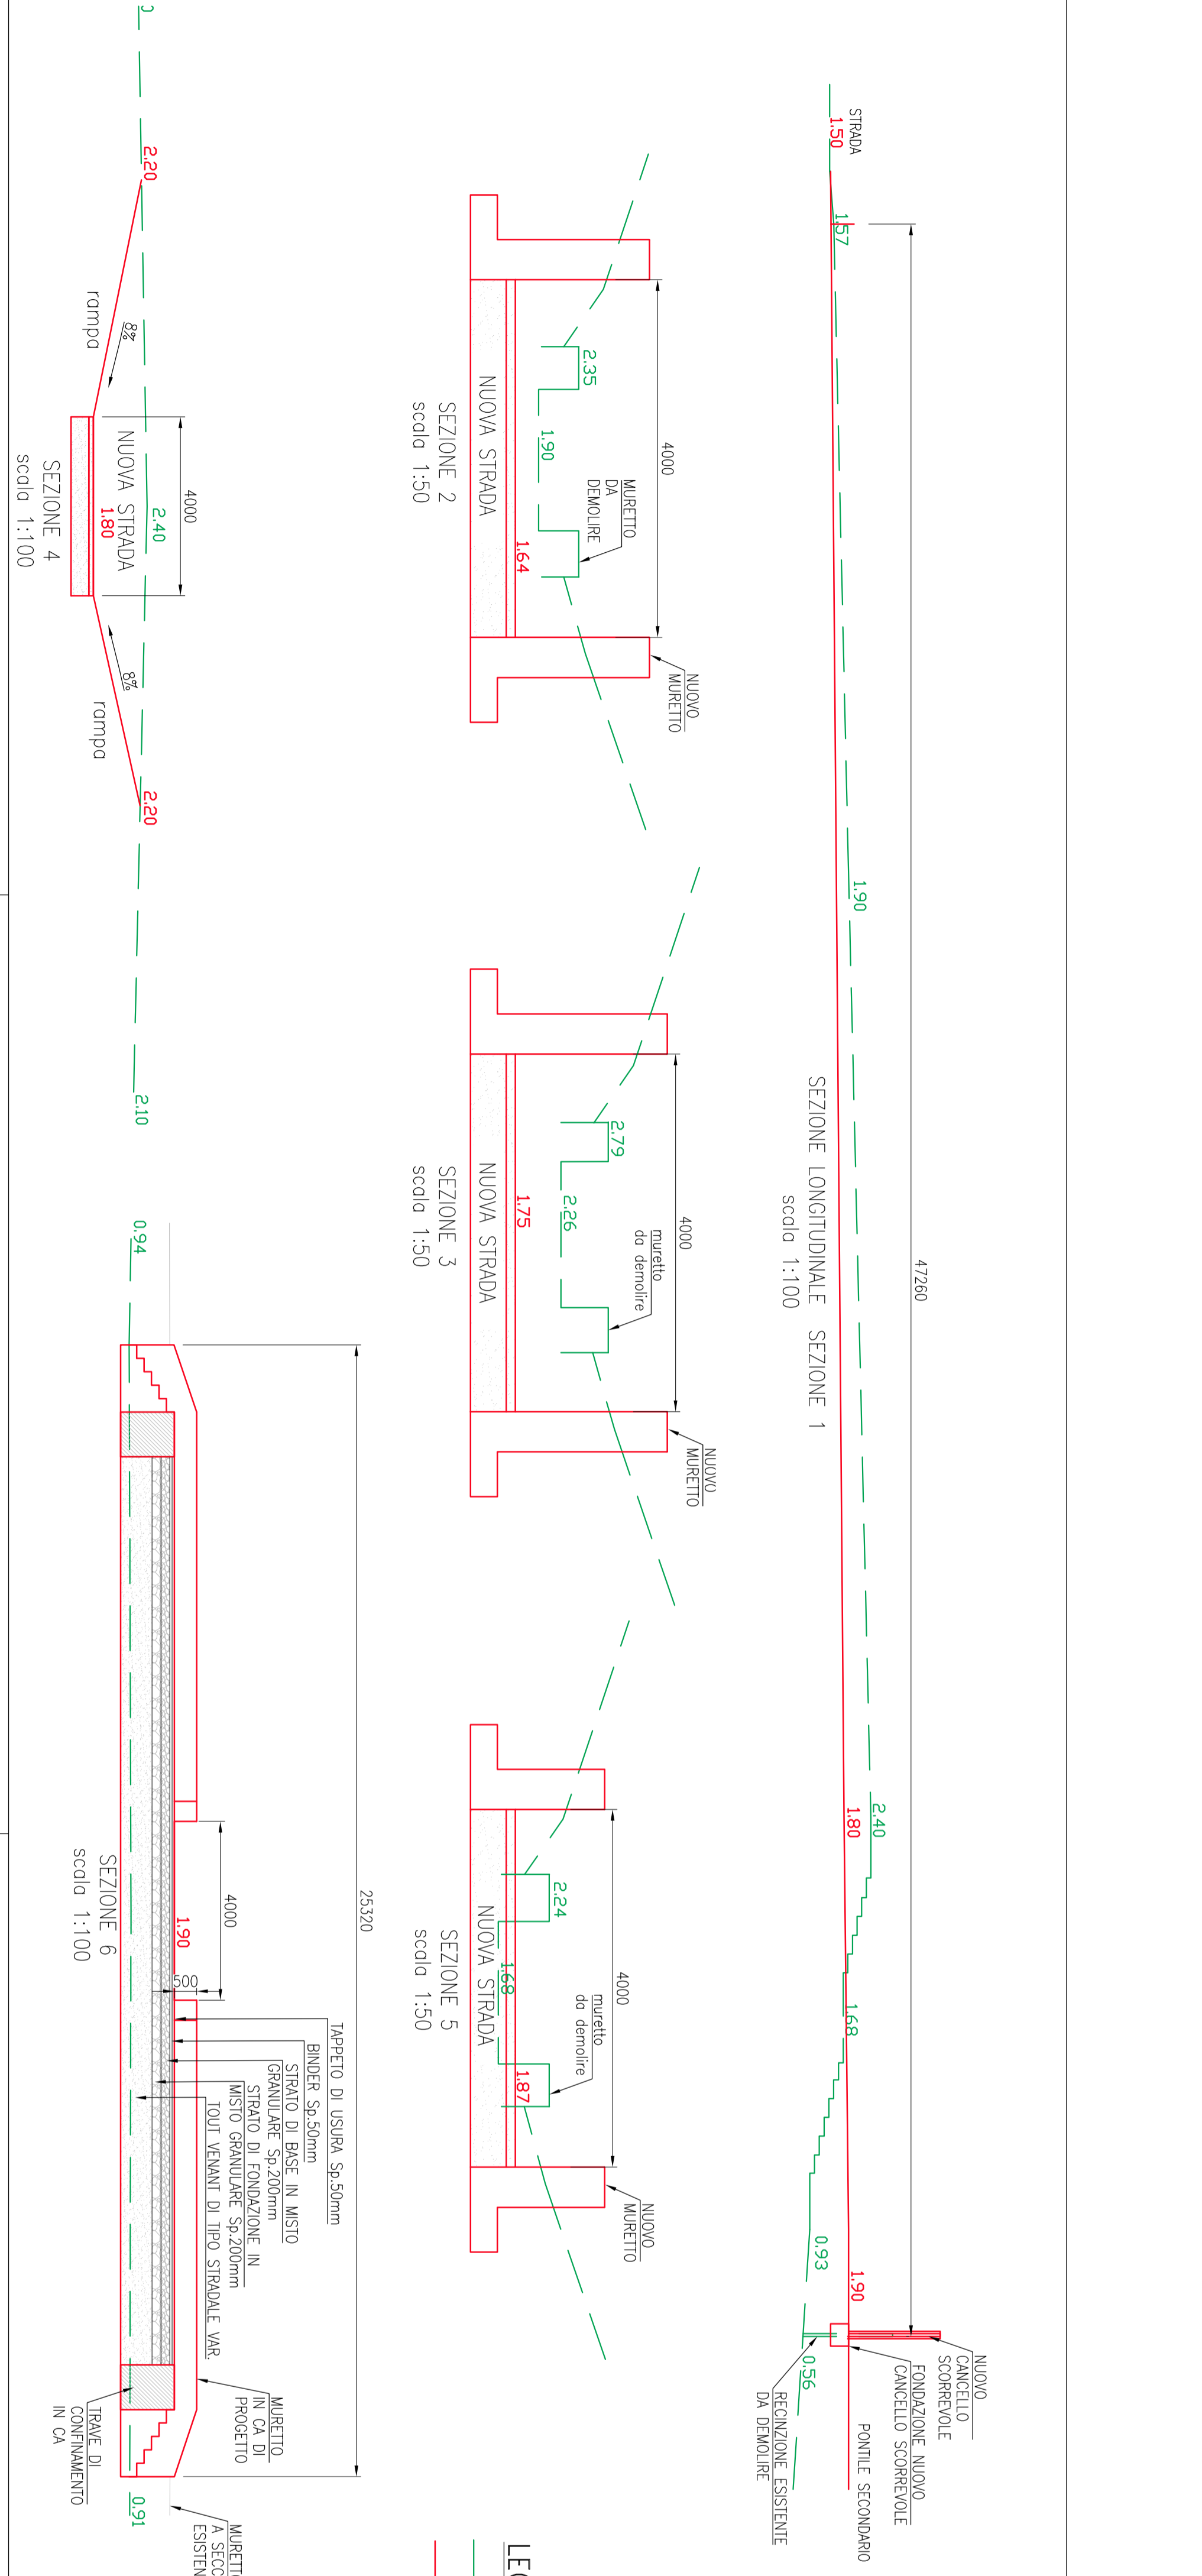 STRADA
1.50
1.57
47260
1.90
SEZIONE LONGITUDINALE SEZIONE 1
scala 1:100
2.40
1.80
1.68
0.93
1.90
0.56
NUOVO
CANCELLO
SCORREVOLE
FONDAZIONE NUOVO
CANCELLO SCORREVOLE
PONTILE SECONDARIO
RECINZIONE ESISTENTE
DA DEMOLIRE
4000
2.35
1.90
MURETTO
DA
DEMOLIRE
1.64
NUOVO
MURETTO
NUOVA STRADA
SEZIONE 2
scala 1:50
4000
2.79
2.26
muretto
da demolire
1.75
NUOVO
MURETTO
NUOVA STRADA
SEZIONE 3
scala 1:50
4000
2.24
1.68
muretto
da demolire
1.87
NUOVO
MURETTO
NUOVA STRADA
SEZIONE 5
scala 1:50
2.20
8%
rampa
4000
2.40
NUOVA STRADA
1.80
8%
rampa
2.20
2.10
SEZIONE 4
scala 1:100
0.94
25320
4000
1.90
500
TAPPETO DI USURA Sp.50mm
BINDER Sp.50mm
STRATO DI BASE IN MISTO
GRANULARE Sp.200mm
STRATO DI FONDAZIONE IN
MISTO GRANULARE Sp.200mm
TOUT VENANT DI TIPO STRADALE VAR.
MURETTO
IN CA DI
PROGETTO
TRAVE DI
CONFINAMENTO
IN CA
0.91
SEZIONE 6
scala 1:100